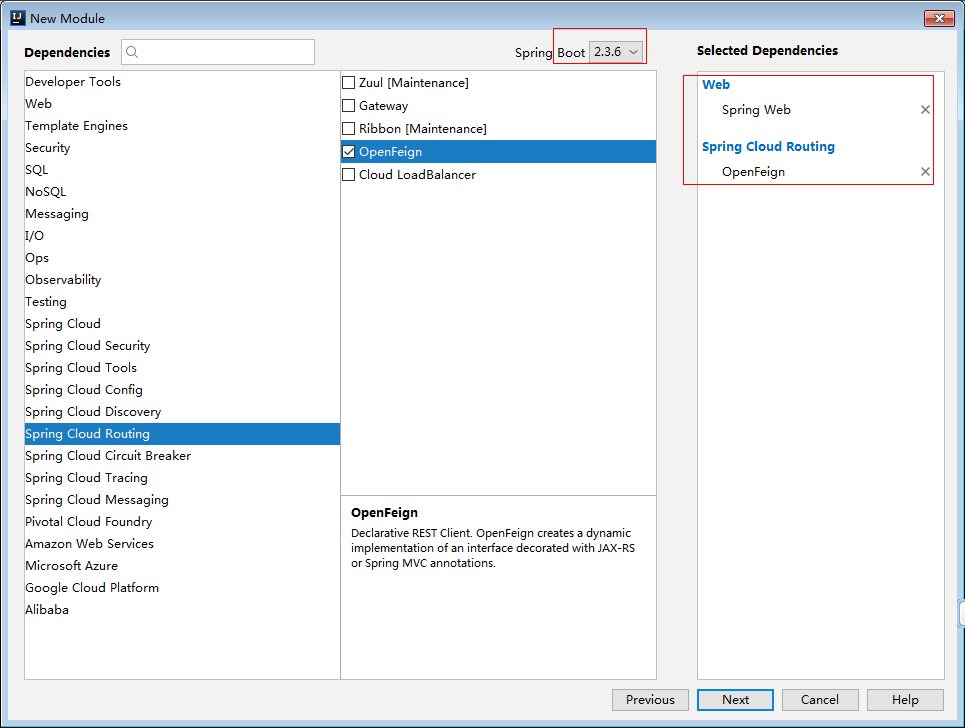 New Module
Dependencies
Spring Boot 2.3.6
Selected Dependencies
Developer Tools
Web
Template Engines
Security
SQL
NoSQL
Messaging
I/O
Ops
Observability
Testing
Spring Cloud
Spring Cloud Security
Spring Cloud Tools
Spring Cloud Config
Spring Cloud Discovery
Spring Cloud Routing
Spring Cloud Circuit Breaker
Spring Cloud Tracing
Spring Cloud Messaging
Pivotal Cloud Foundry
Amazon Web Services
Microsoft Azure
Google Cloud Platform
Alibaba
Zuul [Maintenance]
Gateway
Ribbon [Maintenance]
OpenFeign
Cloud LoadBalancer
OpenFeign
Declarative REST Client. OpenFeign creates a dynamic
implementation of an interface decorated with JAX-RS
or Spring MVC annotations.
Web
Spring Web
Spring Cloud Routing
OpenFeign
Previous
Next
Cancel
Help